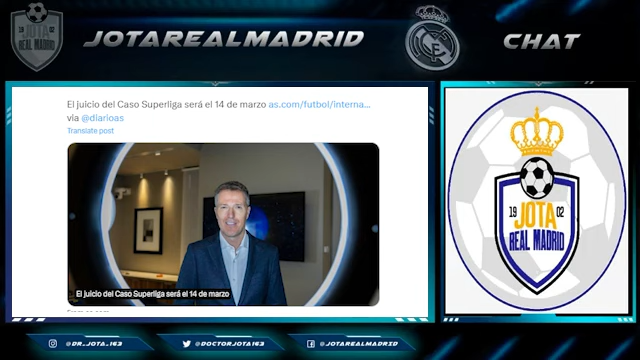 JOTA
19 02
REAL MADRID
JOTAREALMADRID
CHAT
El juicio del Caso Superliga será el 14 de marzo as.com/futbol/interna...
via @diarioas
Translate post
El juicio del Caso Superliga será el 14 de marzo
19 JOTA 02
REAL MADRID
@DR_JOTA_163
@DOCTORJOTA163
@JOTAREALMADRID